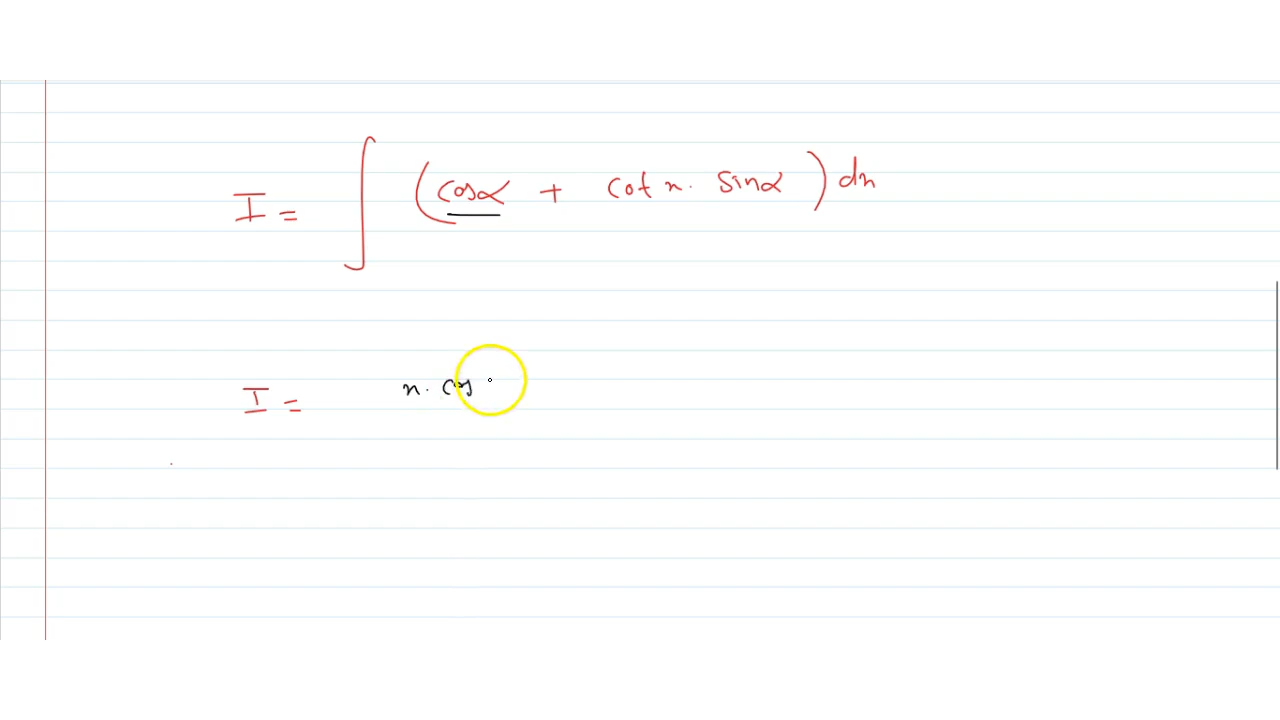 I = ∫ (cosα + cot x. sinα) dx
I = x. cos